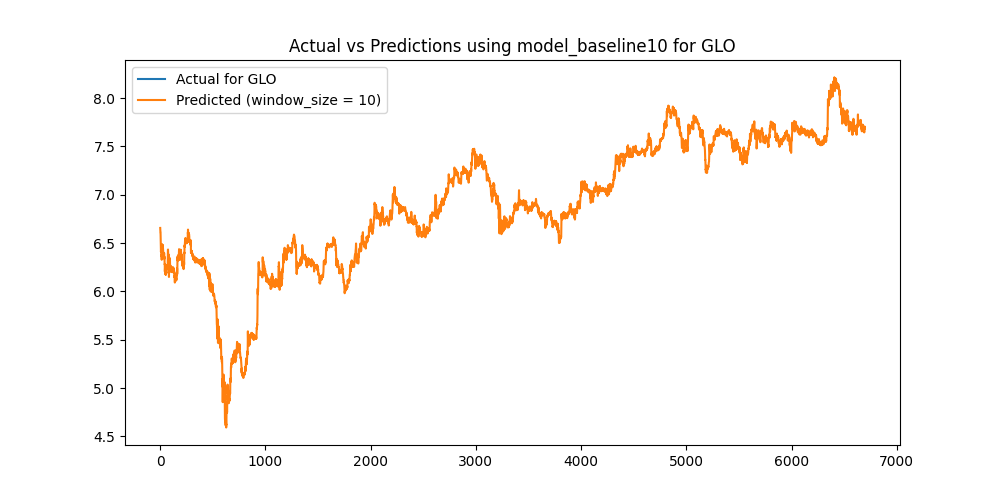 Actual vs Predictions using model_baseline10 for GLO
Actual for GLO
Predicted (window_size = 10)
8.0
7.5
7.0
6.5
6.0
5.5
5.0
4.5
0 1000 2000 3000 4000 5000 6000 7000